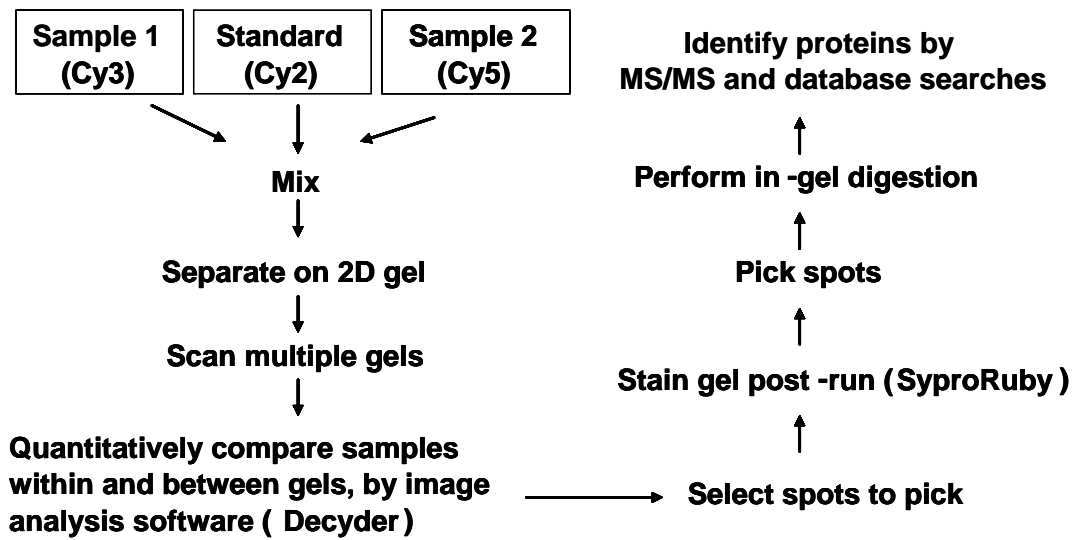 Sample 1
(Cy3)
Standard
(Cy2)
Sample 2
(Cy5)
Mix
Separate on 2D gel
Scan multiple gels
Quantitatively compare samples
within and between gels, by image
analysis software ( Decyder )
Select spots to pick
Stain gel post -run ( SyproRuby )
Pick spots
Perform in -gel digestion
Identify proteins by
MS/MS and database searches